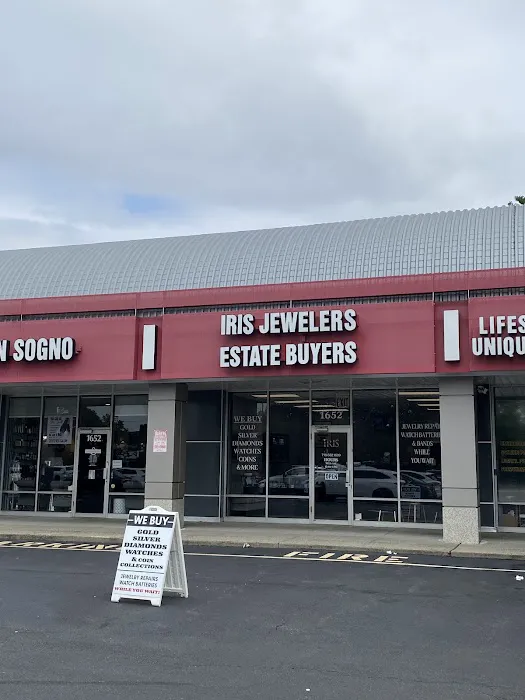 N SOGNO
IRIS JEWELERS
ESTATE BUYERS
LIFES
UNIQU
1652
1652
IRIS
OPEN
WE BUY
GOLD
SILVER
DIAMONDS
WATCHES
COINS
& MORE
JEWELRY REPAIR
WATCH BATTERIES
& BANDS
WHILE
YOU WAIT
WE BUY
GOLD
SILVER
DIAMONDS
WATCHES
& COIN
COLLECTIONS
JEWELRY REPAIRS
WATCH BATTERIES
WHILE YOU WAIT!
FIRE